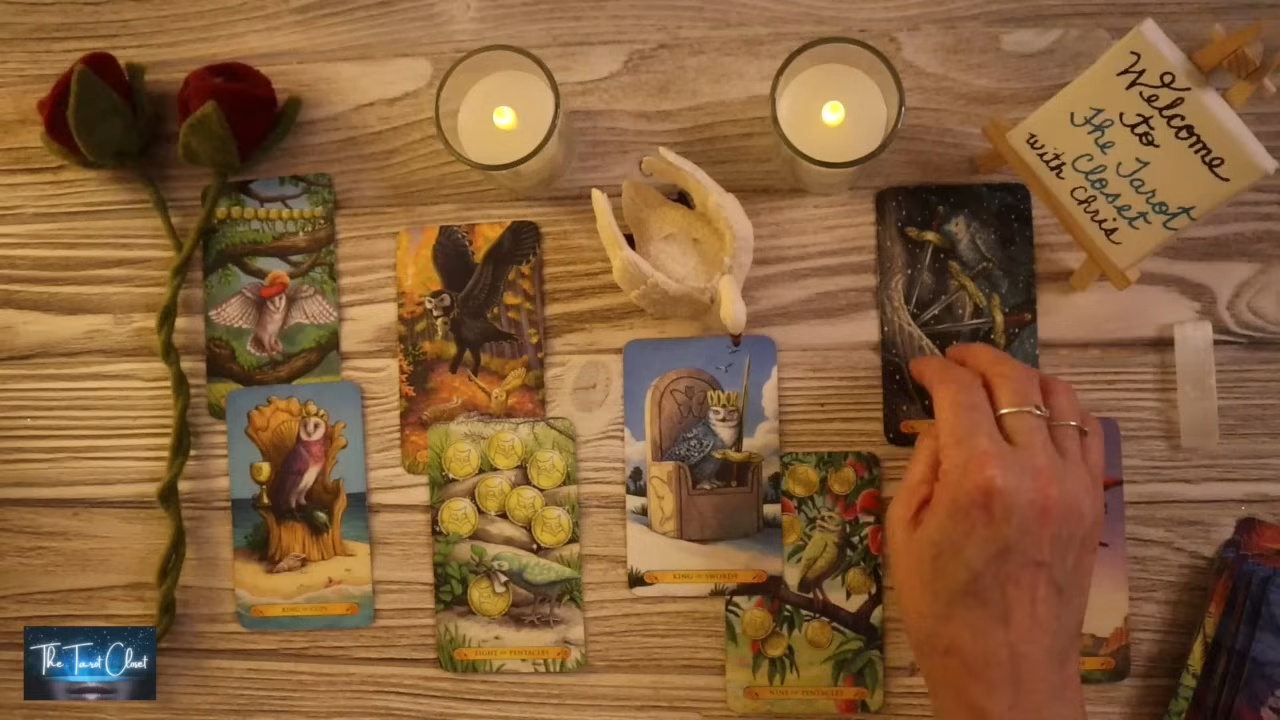 Welcome
to
The Tarot
Closet
with Chris
KING OF CUPS
EIGHT OF PENTACLES
KING OF SWORDS
NINE OF PENTACLES
The Tarot Closet